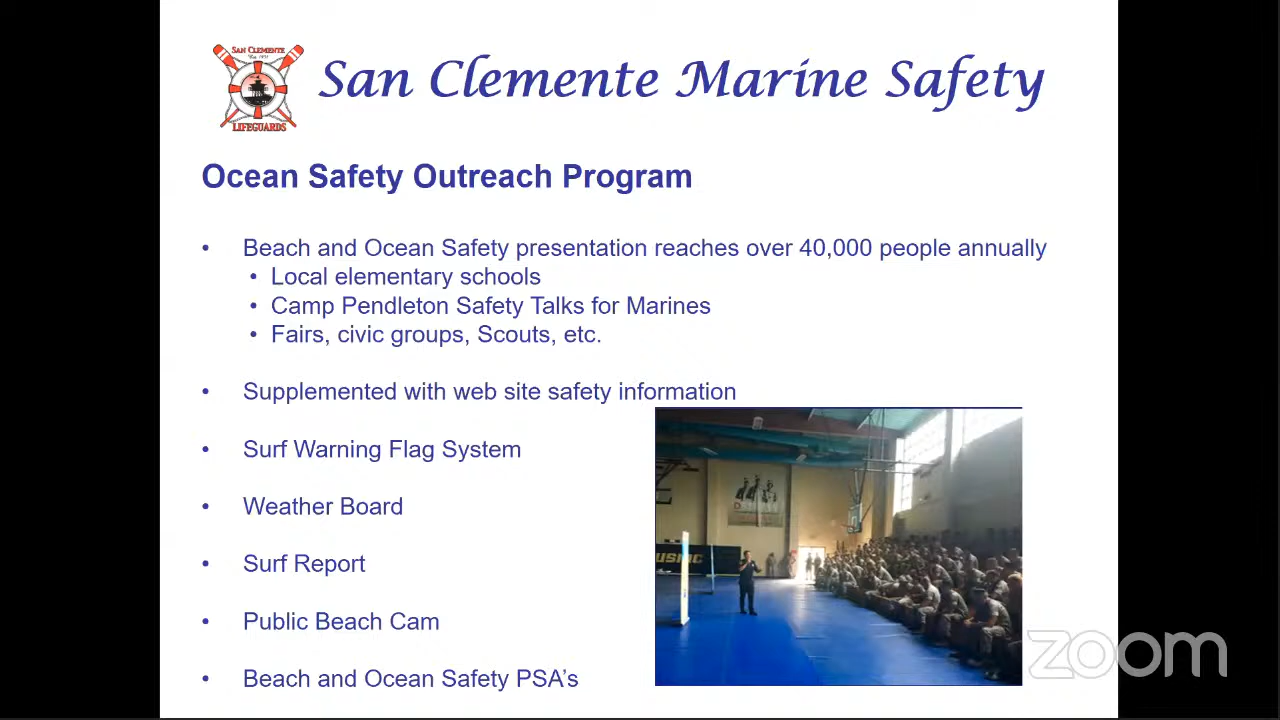 SAN CLEMENTE
LIFEGUARDS
San Clemente Marine Safety
Ocean Safety Outreach Program
• Beach and Ocean Safety presentation reaches over 40,000 people annually
• Local elementary schools
• Camp Pendleton Safety Talks for Marines
• Fairs, civic groups, Scouts, etc.
• Supplemented with web site safety information
• Surf Warning Flag System
• Weather Board
• Surf Report
• Public Beach Cam
• Beach and Ocean Safety PSA’s
USMC
zoom